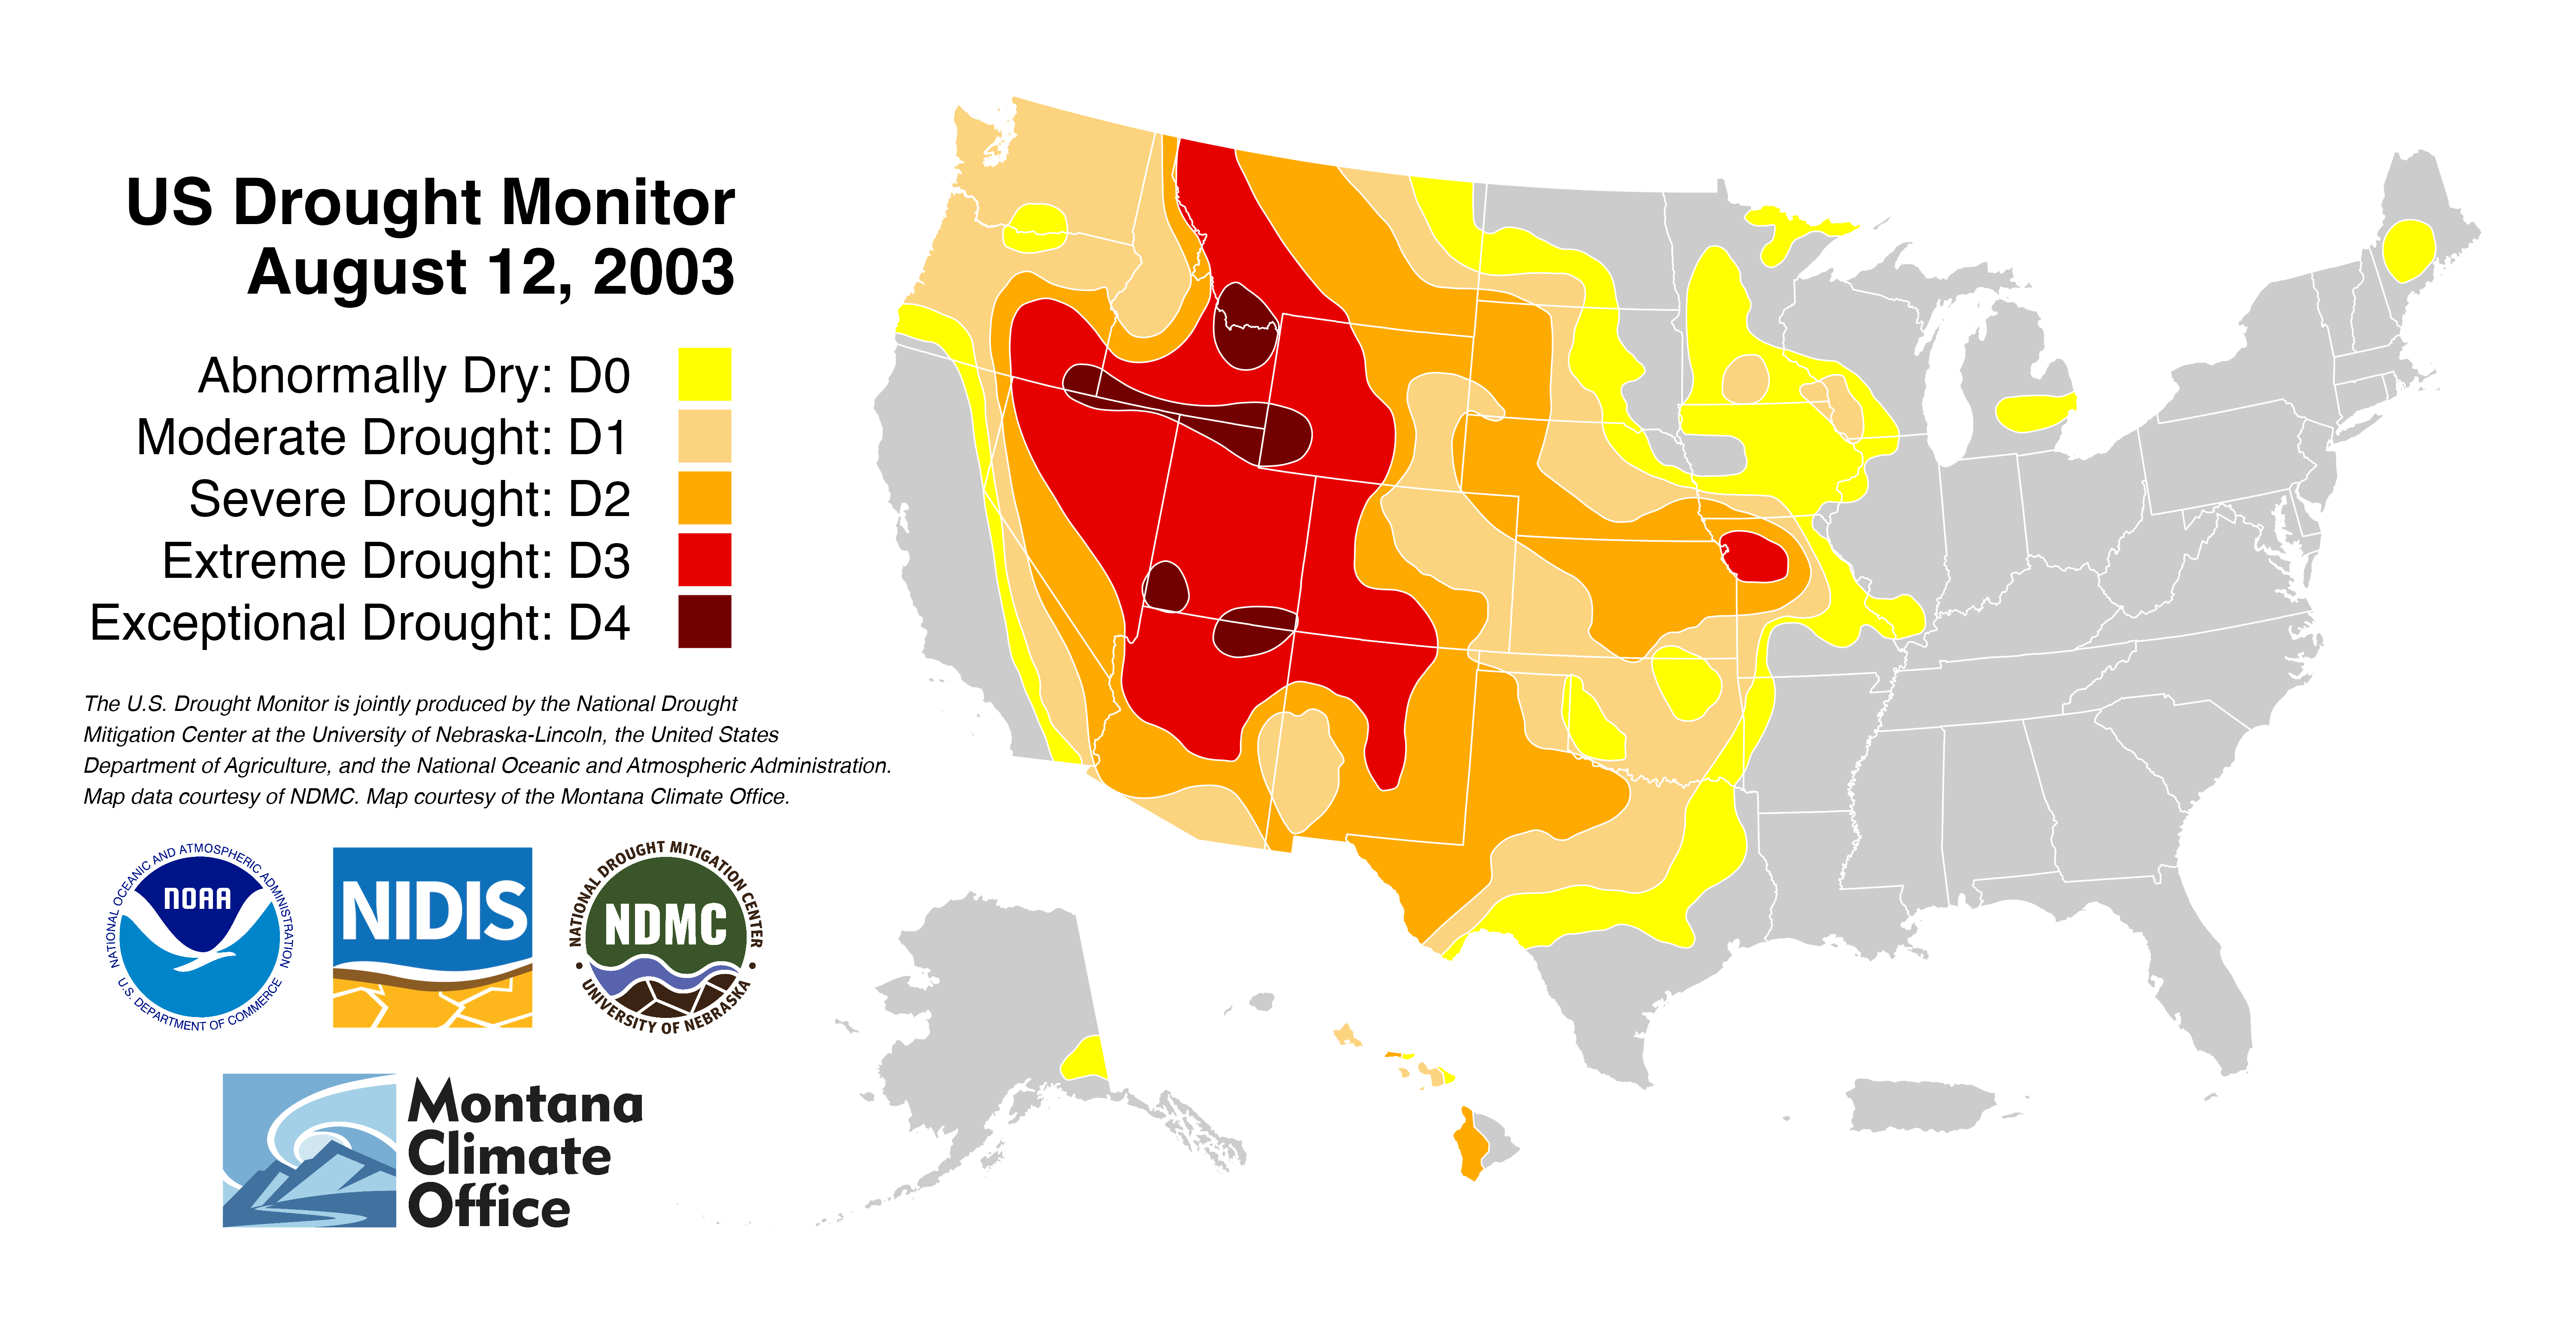 US Drought Monitor
August 12, 2003
Abnormally Dry: D0
Moderate Drought: D1
Severe Drought: D2
Extreme Drought: D3
Exceptional Drought: D4
The U.S. Drought Monitor is jointly produced by the National Drought
Mitigation Center at the University of Nebraska-Lincoln, the United States
Department of Agriculture, and the National Oceanic and Atmospheric Administration.
Map data courtesy of NDMC. Map courtesy of the Montana Climate Office.
NATIONAL OCEANIC AND ATMOSPHERIC ADMINISTRATION
NOAA
U.S. DEPARTMENT OF COMMERCE
NIDIS
NATIONAL DROUGHT MITIGATION CENTER
NDMC
UNIVERSITY OF NEBRASKA
Montana
Climate
Office